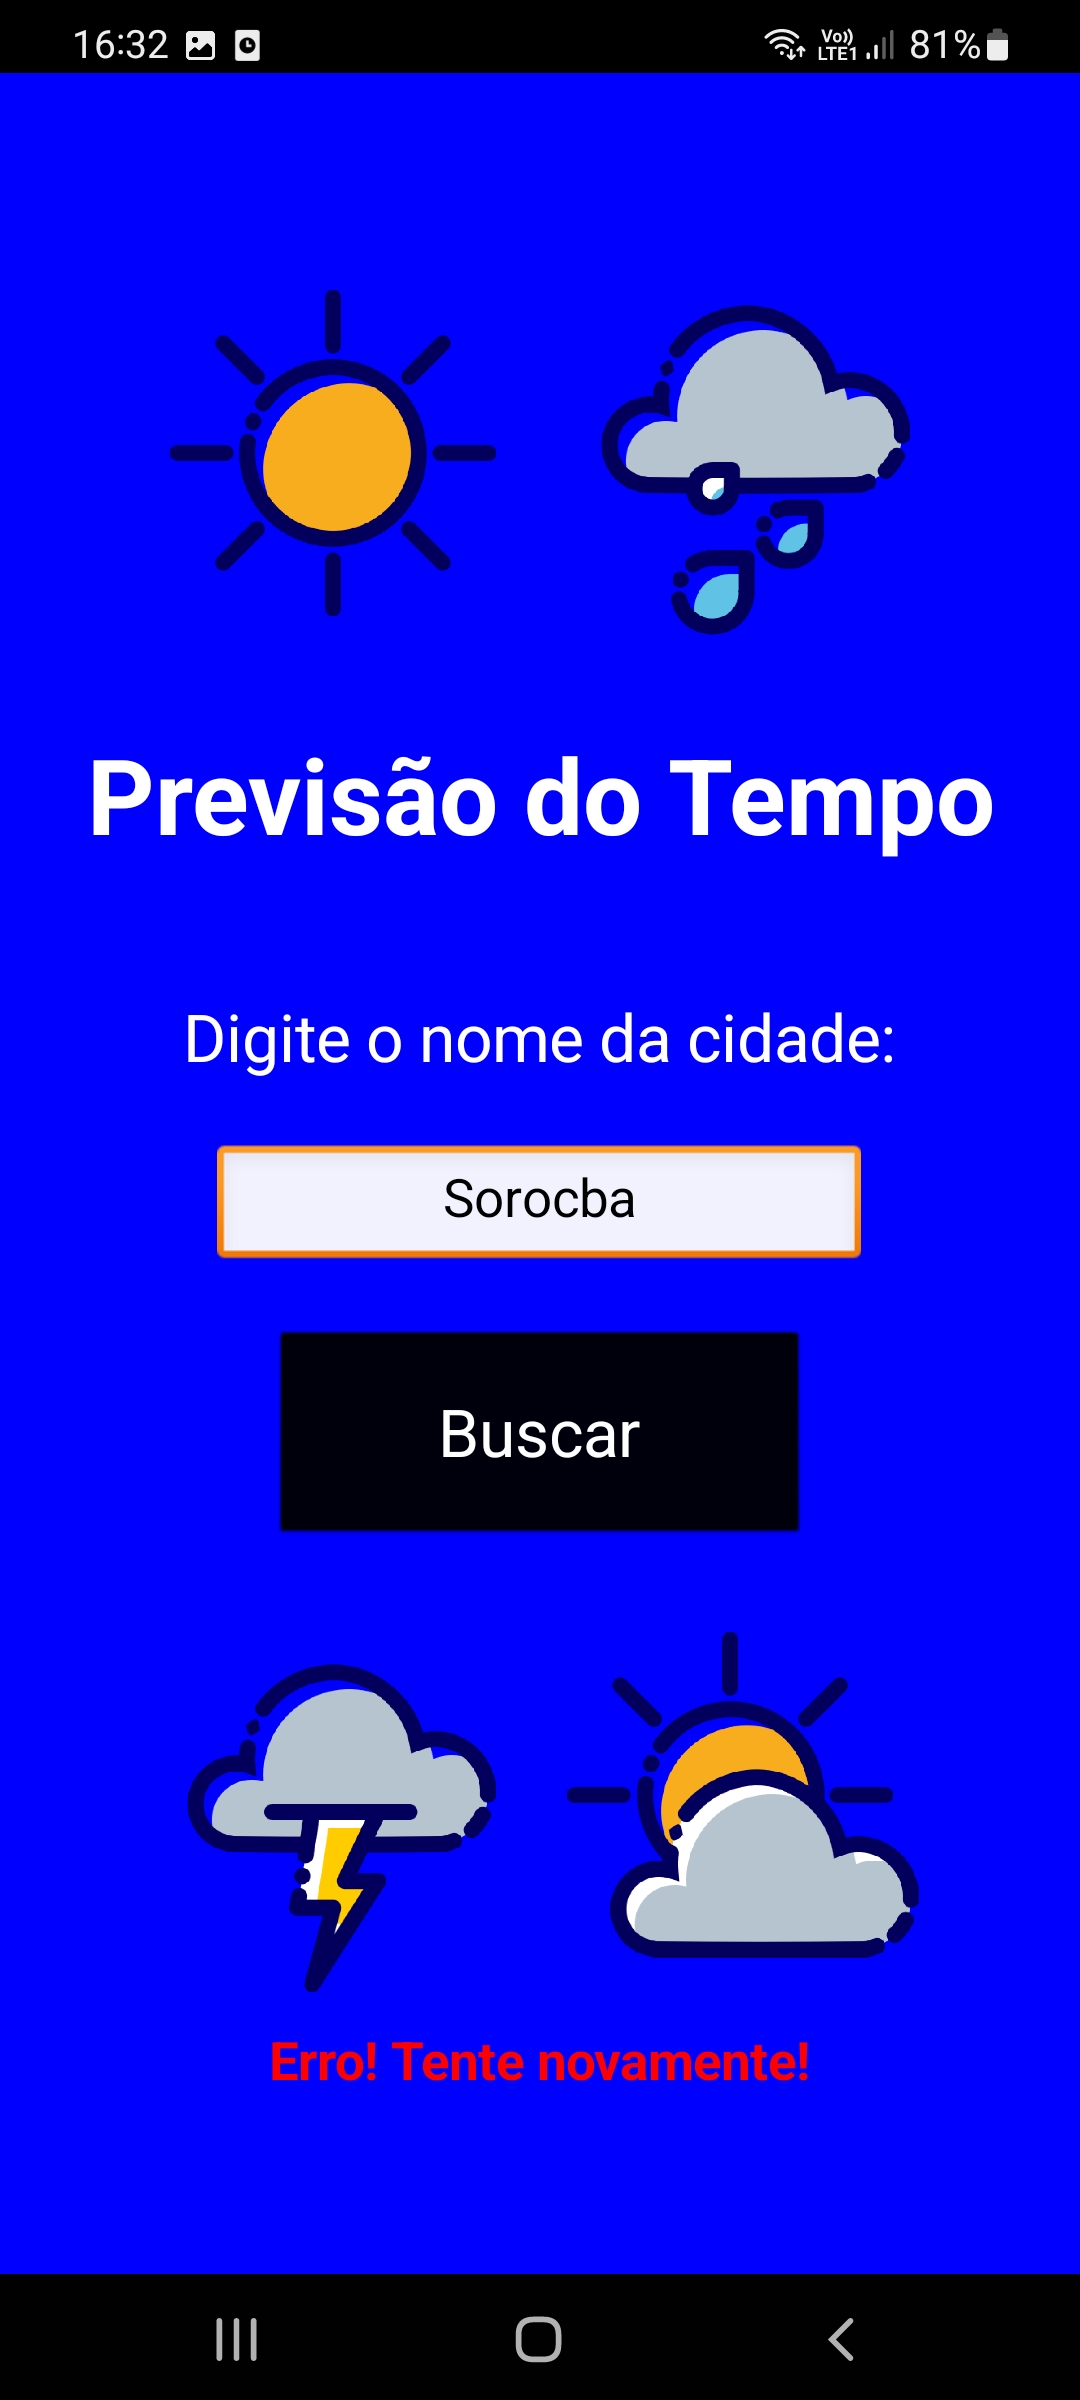 16:32
Vo)) LTE1 81%
Previsão do Tempo
Digite o nome da cidade:
Sorocba
Buscar
Erro! Tente novamente!